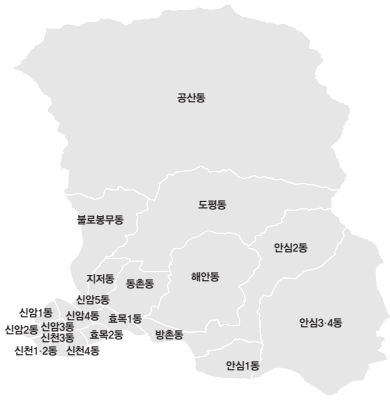 공산동
도평동
불로봉무동
안심2동
지저동
동촌동
해안동
신암5동
신암1동
신암4동
효목1동
안심3·4동
신암2동
신암3동
신천3동
효목2동
방촌동
신천1·2동
신천4동
안심1동